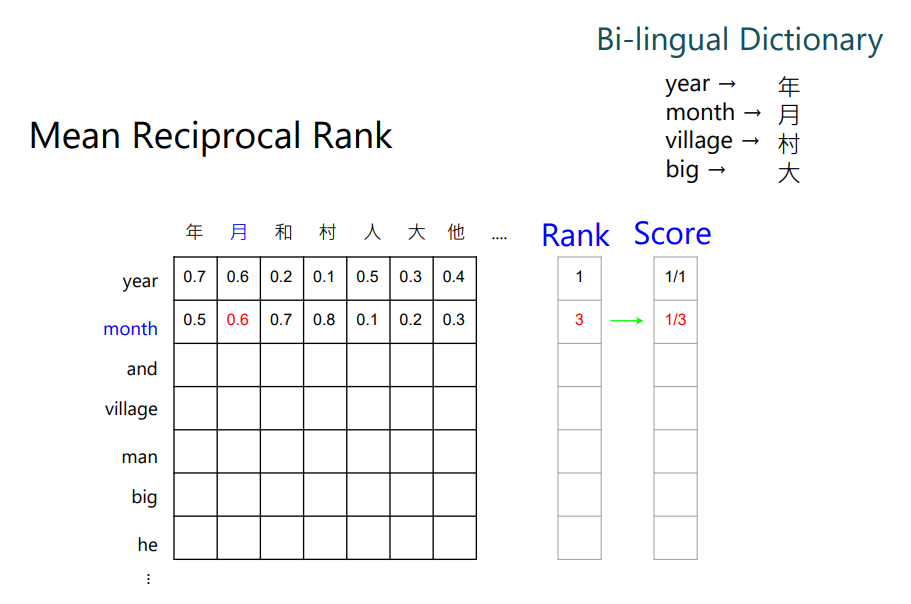 Bi-lingual Dictionary
year → 年
month → 月
village → 村
big → 大
Mean Reciprocal Rank
年 月 和 村 人 大 他 .... Rank Score
year 0.7 0.6 0.2 0.1 0.5 0.3 0.4 1 1/1
month 0.5 0.6 0.7 0.8 0.1 0.2 0.3 3 → 1/3
and
village
man
big
he
⋮